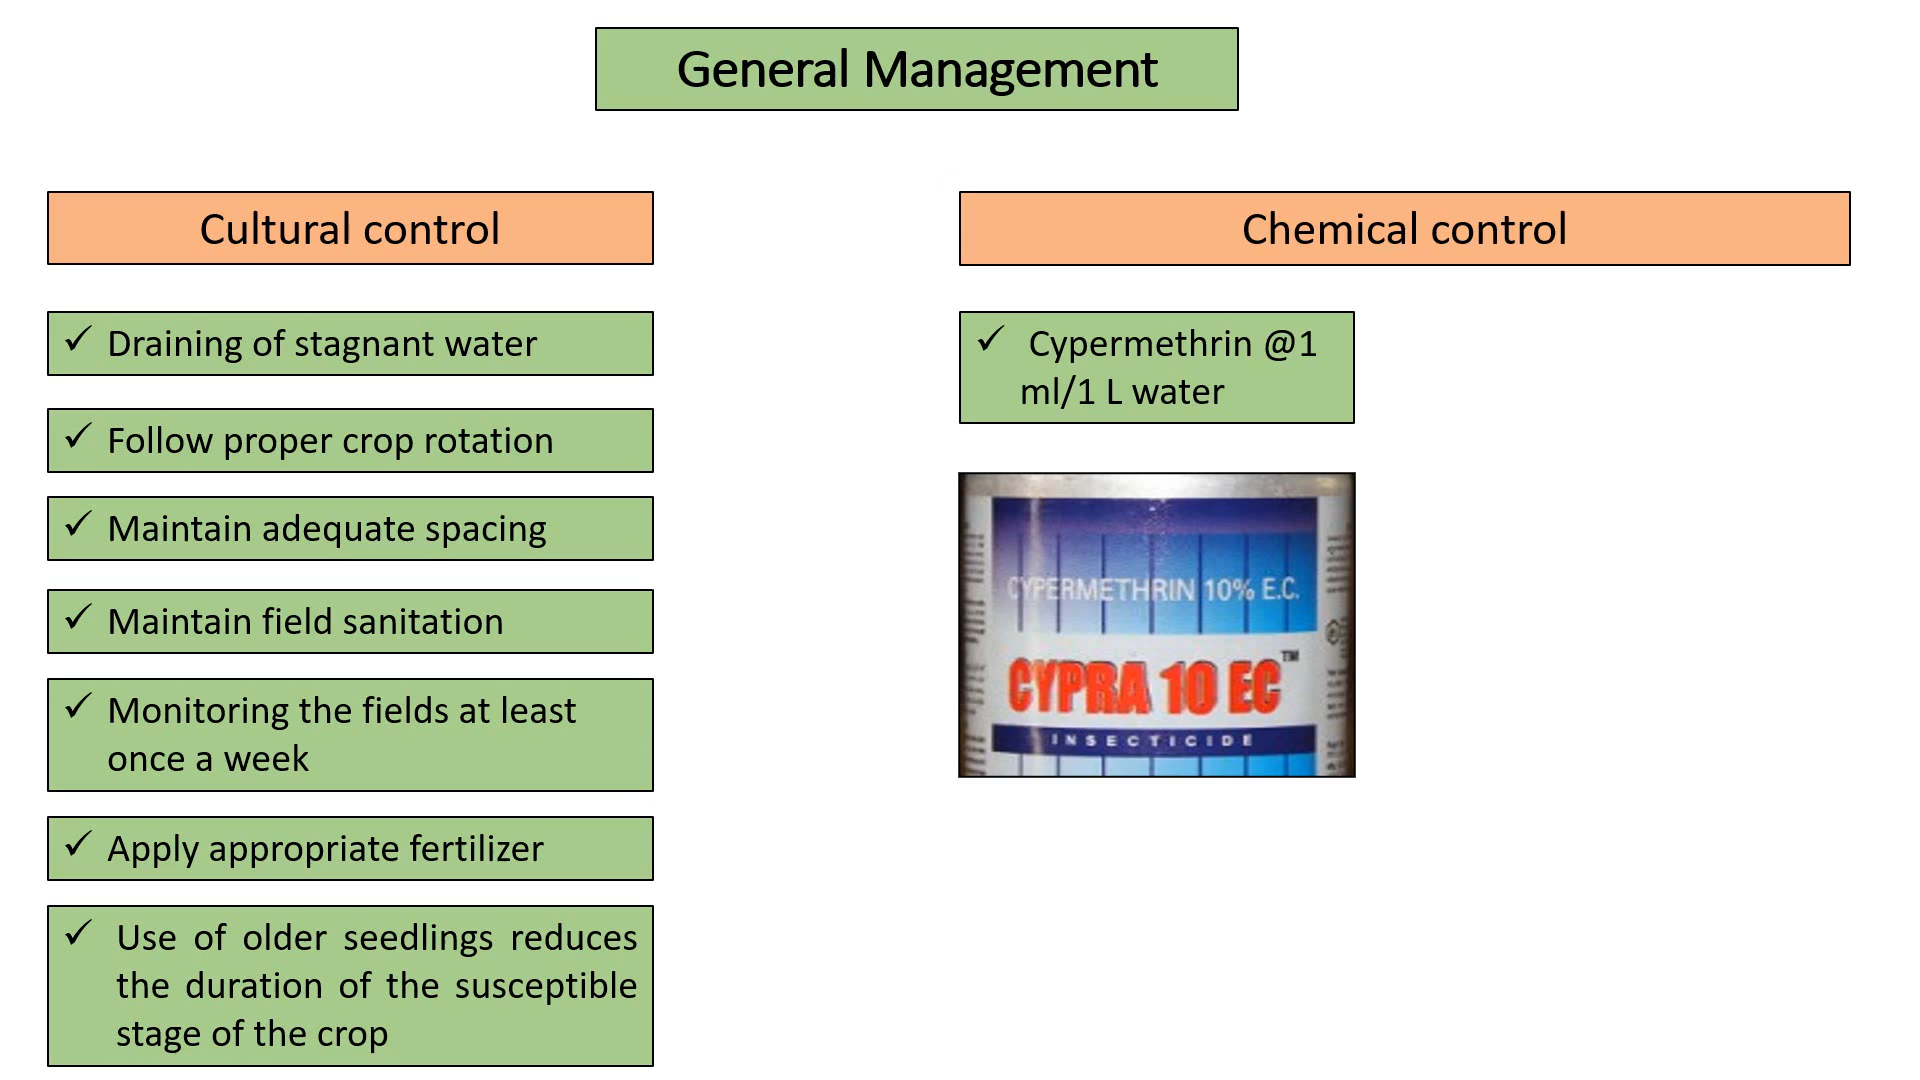 General Management
Cultural control
✓ Draining of stagnant water
✓ Follow proper crop rotation
✓ Maintain adequate spacing
✓ Maintain field sanitation
✓ Monitoring the fields at least
once a week
✓ Apply appropriate fertilizer
✓ Use of older seedlings reduces
the duration of the susceptible
stage of the crop
Chemical control
✓ Cypermethrin @1
ml/1 L water
CYPERMETHRIN 10% E.C.
CYPRA 10 EC™
INSECTICIDE